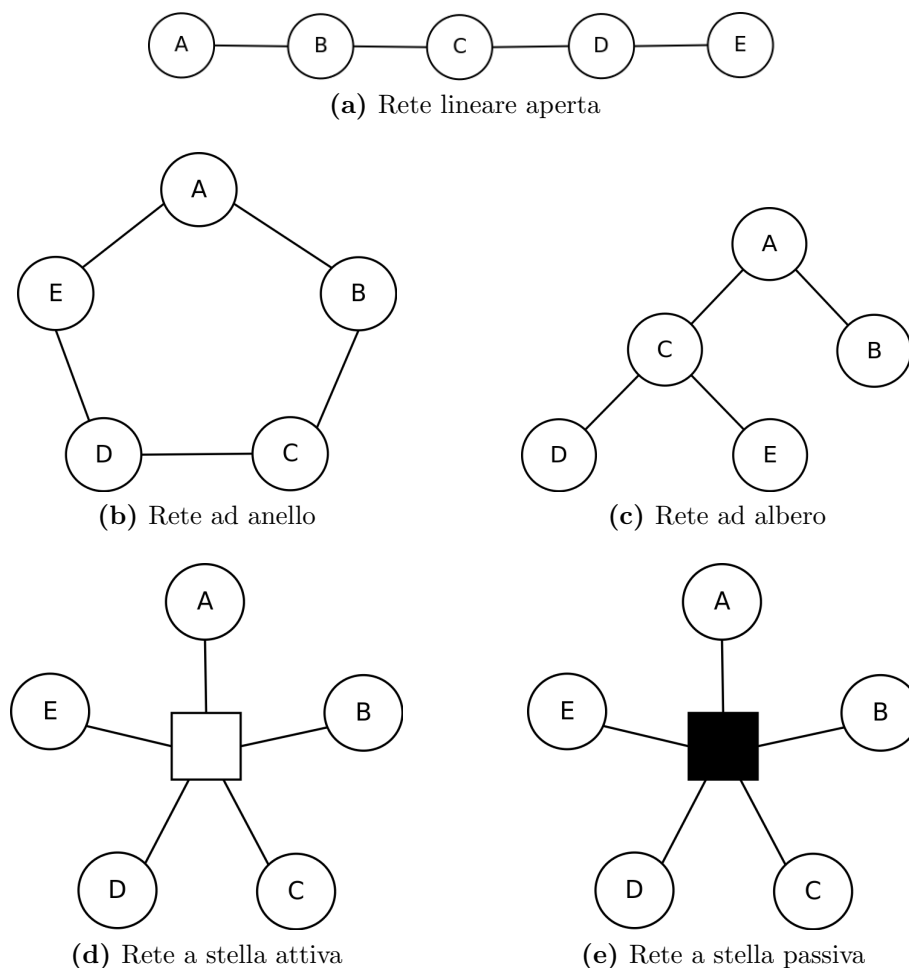 A B C D E
(a) Rete lineare aperta
A
E B
D C
(b) Rete ad anello
A
C B
D E
(c) Rete ad albero
A
E B
D C
(d) Rete a stella attiva
A
E B
D C
(e) Rete a stella passiva